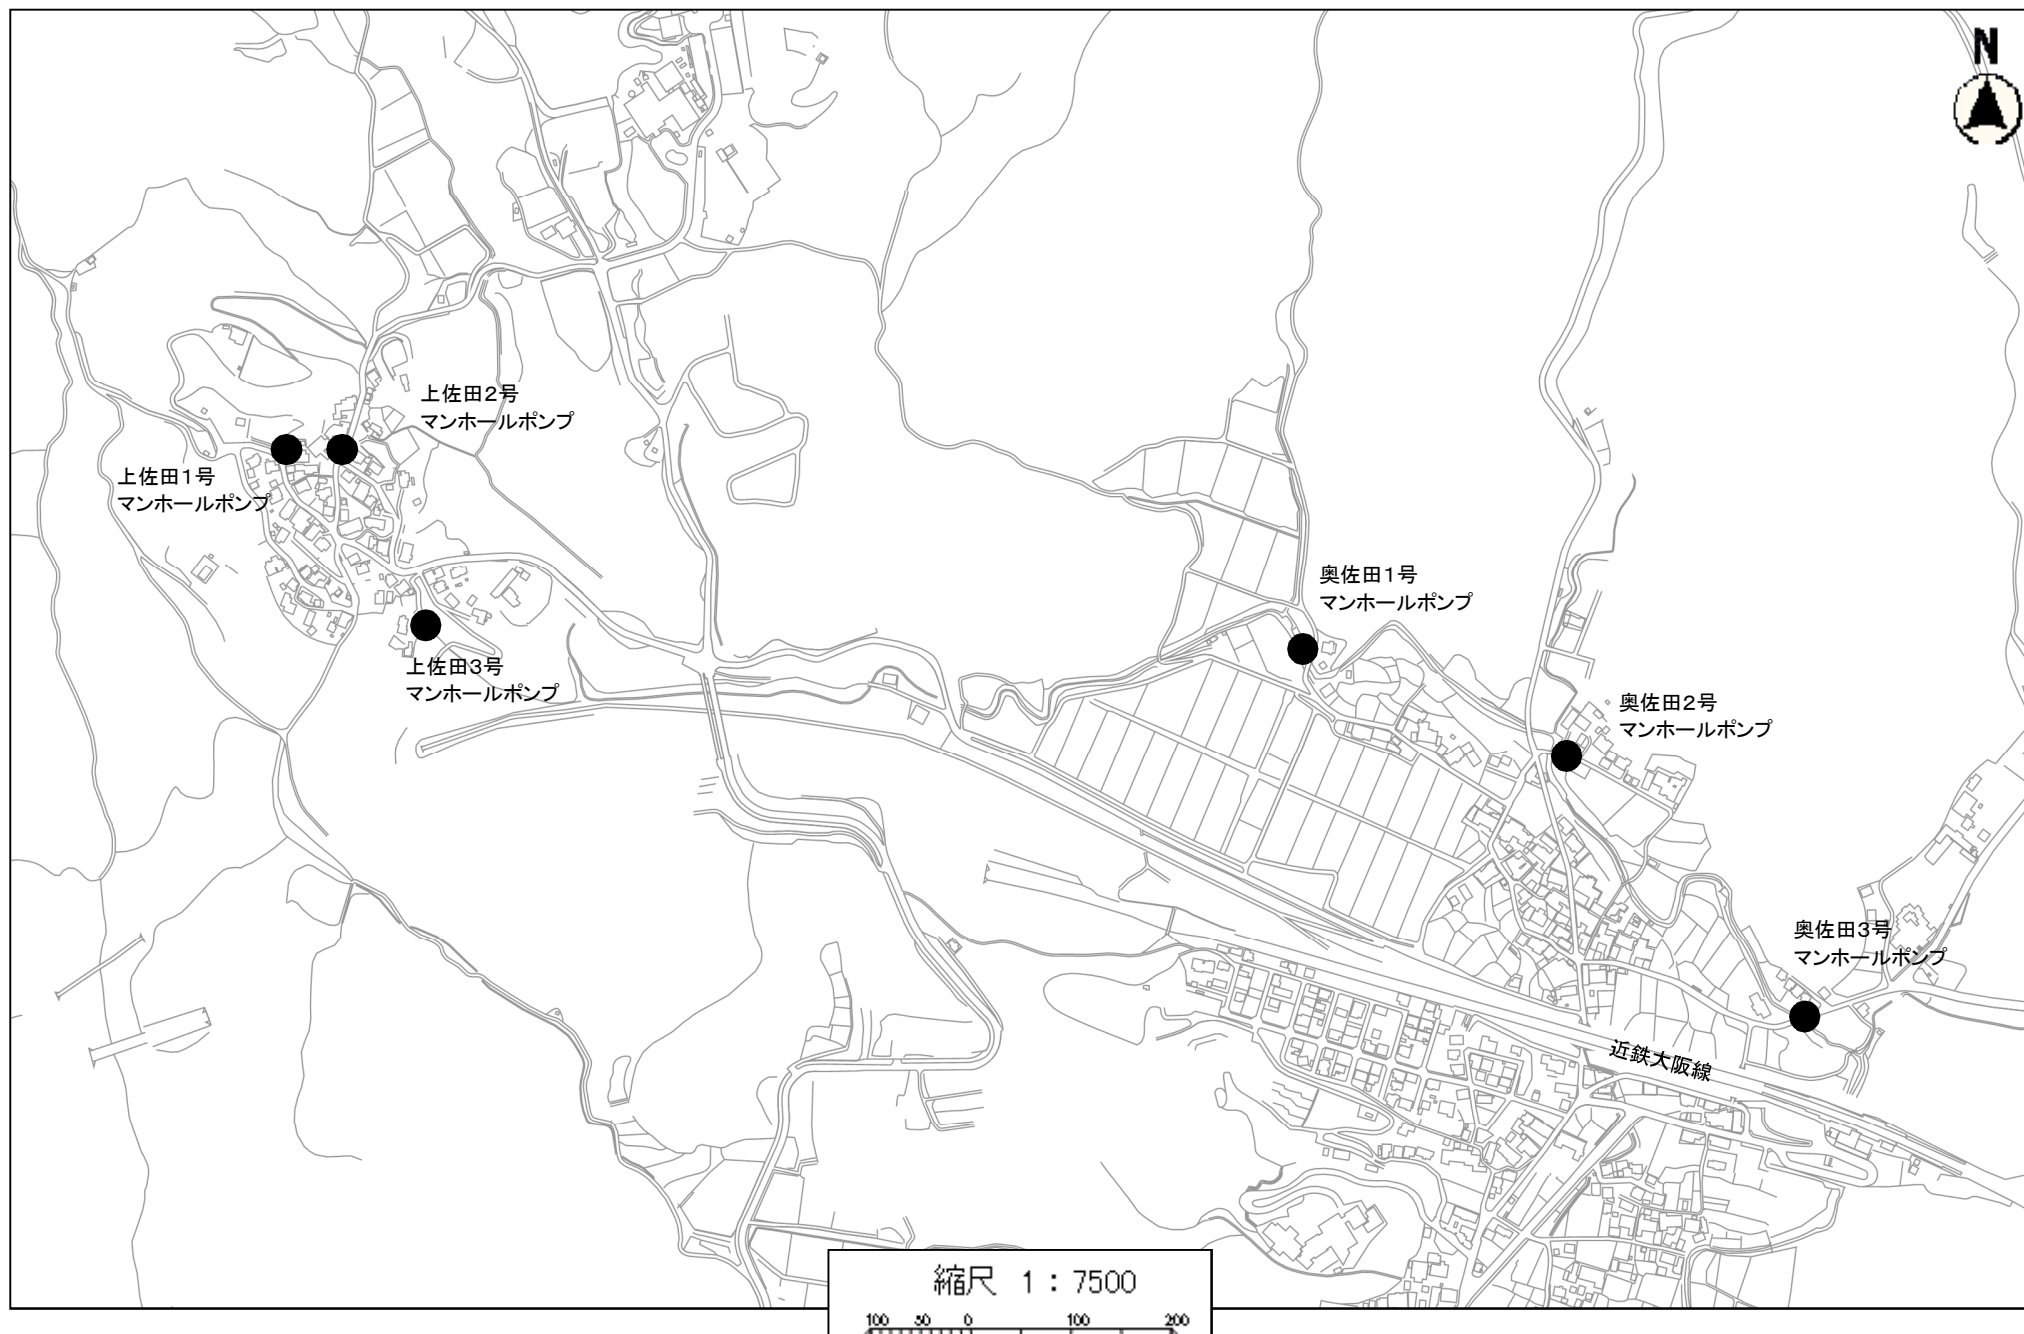 N
上佐田2号
マンホールポンプ
上佐田1号
マンホールポンプ
奥佐田1号
マンホールポンプ
上佐田3号
マンホールポンプ
奥佐田2号
マンホールポンプ
奥佐田3号
マンホールポンプ
近鉄大阪線
縮尺 1：7500
100 50 0 100 200